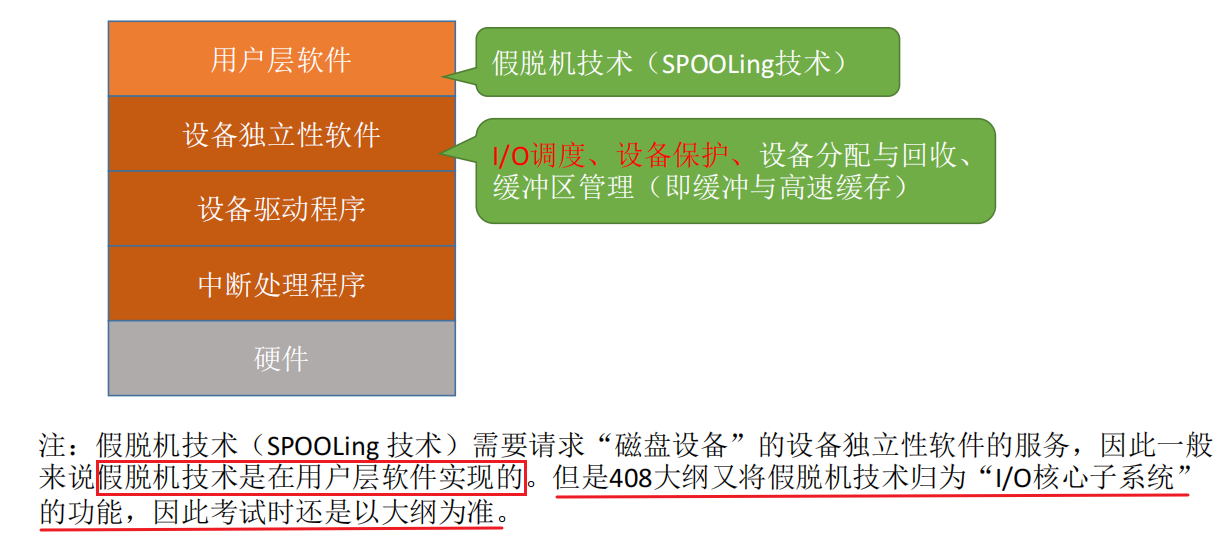 用户层软件
假脱机技术（SPOOLing技术）
设备独立性软件
I/O调度、设备保护、设备分配与回收、
缓冲区管理（即缓冲与高速缓存）
设备驱动程序
中断处理程序
硬件
注：假脱机技术（SPOOLing 技术）需要请求“磁盘设备”的设备独立性软件的服务，因此一般
来说假脱机技术是在用户层软件实现的。但是408大纲又将假脱机技术归为“I/O核心子系统”
的功能，因此考试时还是以大纲为准。